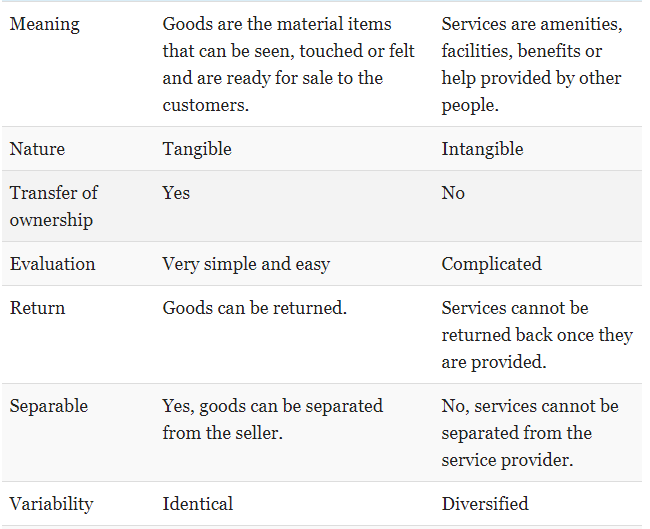 Meaning
Goods are the material items
that can be seen, touched or felt
and are ready for sale to the
customers.
Services are amenities,
facilities, benefits or
help provided by other
people.
Nature
Tangible
Intangible
Transfer of
ownership
Yes
No
Evaluation
Very simple and easy
Complicated
Return
Goods can be returned.
Services cannot be
returned back once they
are provided.
Separable
Yes, goods can be separated
from the seller.
No, services cannot be
separated from the
service provider.
Variability
Identical
Diversified